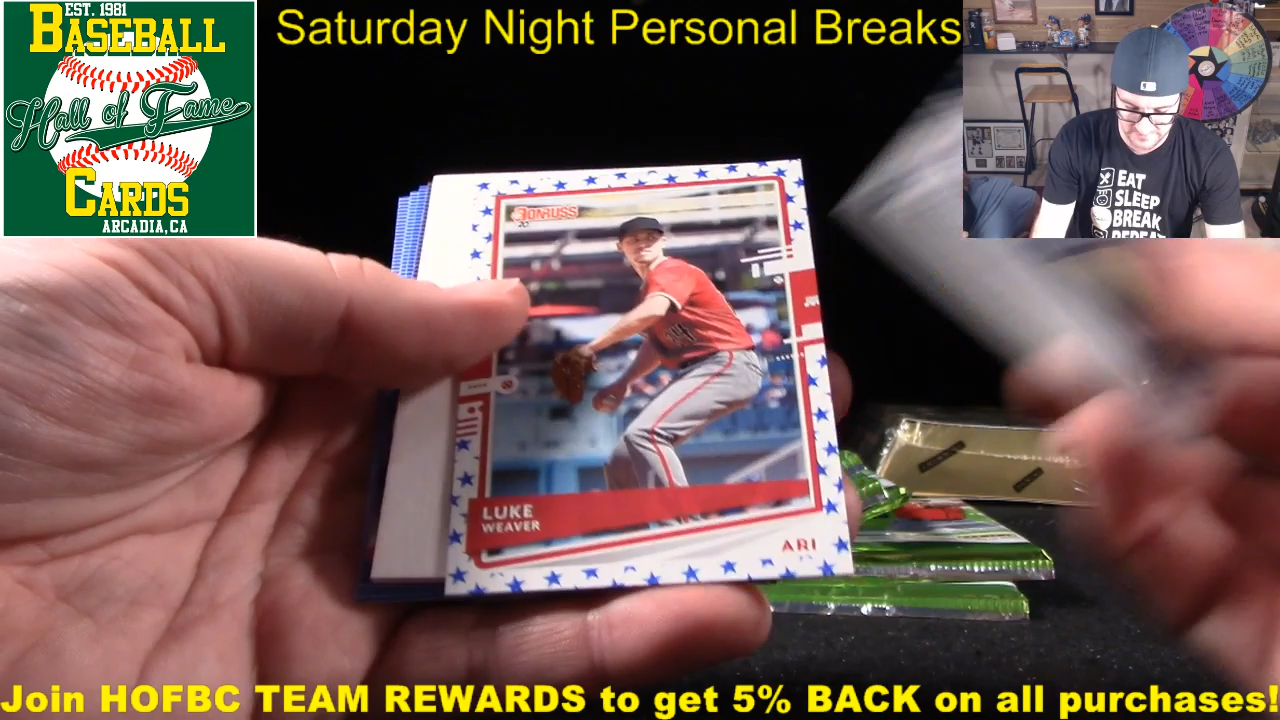 EST. 1981
BASEBALL
Hall of Fame
CARDS
ARCADIA, CA
Saturday Night Personal Breaks
EAT
SLEEP
BREAK
REPEAT
DONRUSS
LUKE
WEAVER
ARI
Join HOFBC TEAM REWARDS to get 5% BACK on all purchases!